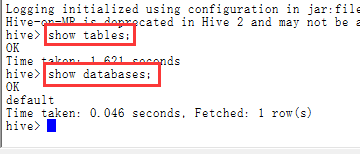 Logging initialized using configuration in jar:file
Hive-on-MR is deprecated in Hive 2 and may not be a
hive> show tables;
OK
Time taken: 1.621 seconds
hive> show databases;
OK
default
Time taken: 0.046 seconds, Fetched: 1 row(s)
hive>